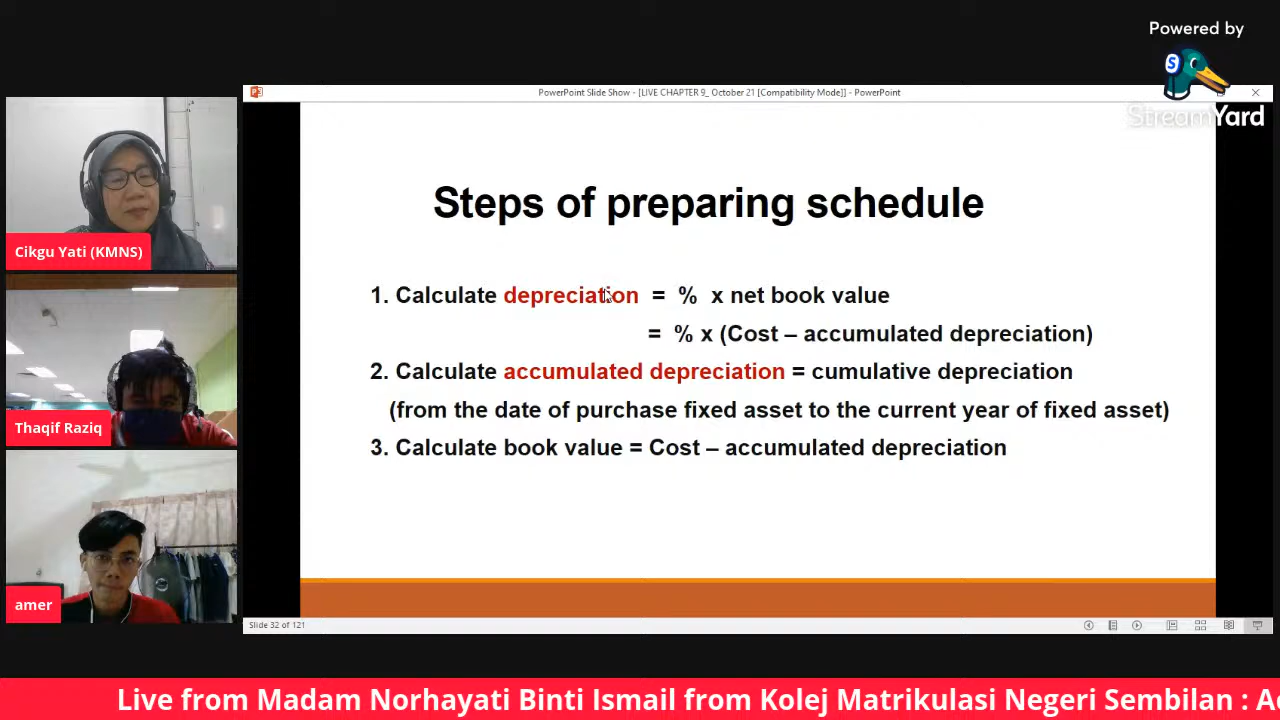 Powered by
S
StreamYard
PowerPoint Slide Show - [LIVE CHAPTER 9_ October 21 [Compatibility Mode]] - PowerPoint
Cikgu Yati (KMNS)
Thaqif Raziq
amer
Steps of preparing schedule
1. Calculate depreciation = % x net book value
= % x (Cost – accumulated depreciation)
2. Calculate accumulated depreciation = cumulative depreciation
(from the date of purchase fixed asset to the current year of fixed asset)
3. Calculate book value = Cost – accumulated depreciation
Slide 32 of 121
Live from Madam Norhayati Binti Ismail from Kolej Matrikulasi Negeri Sembilan :